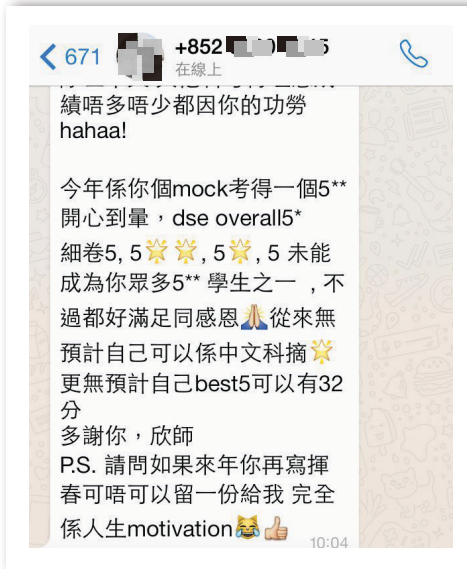 671
+852
在線上
績唔多唔少都因你的功勞
hahaa!
今年係你個mock考得一個5**
開心到暈，dse overall5*
細卷5, 5🌟🌟, 5🌟, 5 未能
成為你眾多5** 學生之一 , 不
過都好滿足同感恩🙏從來無
預計自己可以係中文科摘🌟
更無預計自己best5可以有32
分
多謝你，欣師
P.S. 請問如果來年你再寫揮
春可唔可以留一份給我 完全
係人生motivation😹👍
10:04